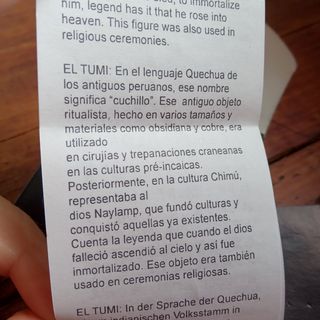 to immortalize
him, legend has it that he rose into
heaven. This figure was also used in
religious ceremonies.
EL TUMI: En el lenguaje Quechua de
los antiguos peruanos, ese nombre
significa “cuchillo”. Ese antiguo objeto
ritualista, hecho en varios tamaños y
materiales como obsidiana y cobre, era
utilizado
en cirujías y trepanaciones craneanas
en las culturas pré-incaicas.
Posteriormente, en la cultura Chimú,
representaba al
dios Naylamp, que fundó culturas y
conquistó aquellas ya existentes.
Cuenta la leyenda que cuando el dios
falleció ascendió al cielo y así fue
inmortalizado. Ese objeto era también
usado en ceremonias religiosas.
EL TUMI: In der Sprache der Quechua,
indianischen Volksstamm in